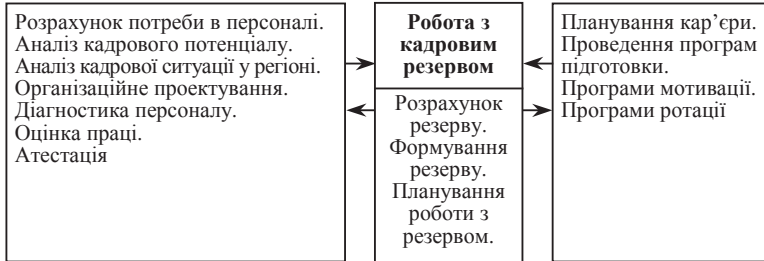 Розрахунок потреби в персоналі.
Аналіз кадрового потенціалу.
Аналіз кадрової ситуації у регіоні.
Організаційне проектування.
Діагностика персоналу.
Оцінка праці.
Атестація
Робота з
кадровим
резервом
Розрахунок
резерву.
Формування
резерву.
Планування
роботи з
резервом.
Планування кар’єри.
Проведення програм
підготовки.
Програми мотивації.
Програми ротації